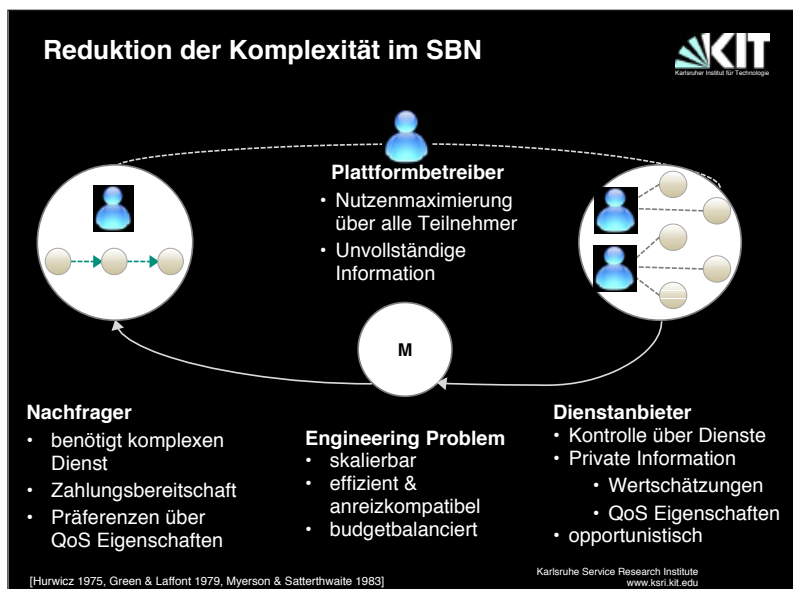 Reduktion der Komplexität im SBN
KIT
Karlsruher Institut für Technologie
Plattformbetreiber
• Nutzenmaximierung
über alle Teilnehmer
• Unvollständige
Information
M
Nachfrager
• benötigt komplexen
Dienst
• Zahlungsbereitschaft
• Präferenzen über
QoS Eigenschaften
Engineering Problem
• skalierbar
• effizient &
anreizkompatibel
• budgetbalanciert
Dienstanbieter
• Kontrolle über Dienste
• Private Information
• Wertschätzungen
• QoS Eigenschaften
• opportunistisch
[Hurwicz 1975, Green & Laffont 1979, Myerson & Satterthwaite 1983]
Karlsruhe Service Research Institute
www.ksri.kit.edu